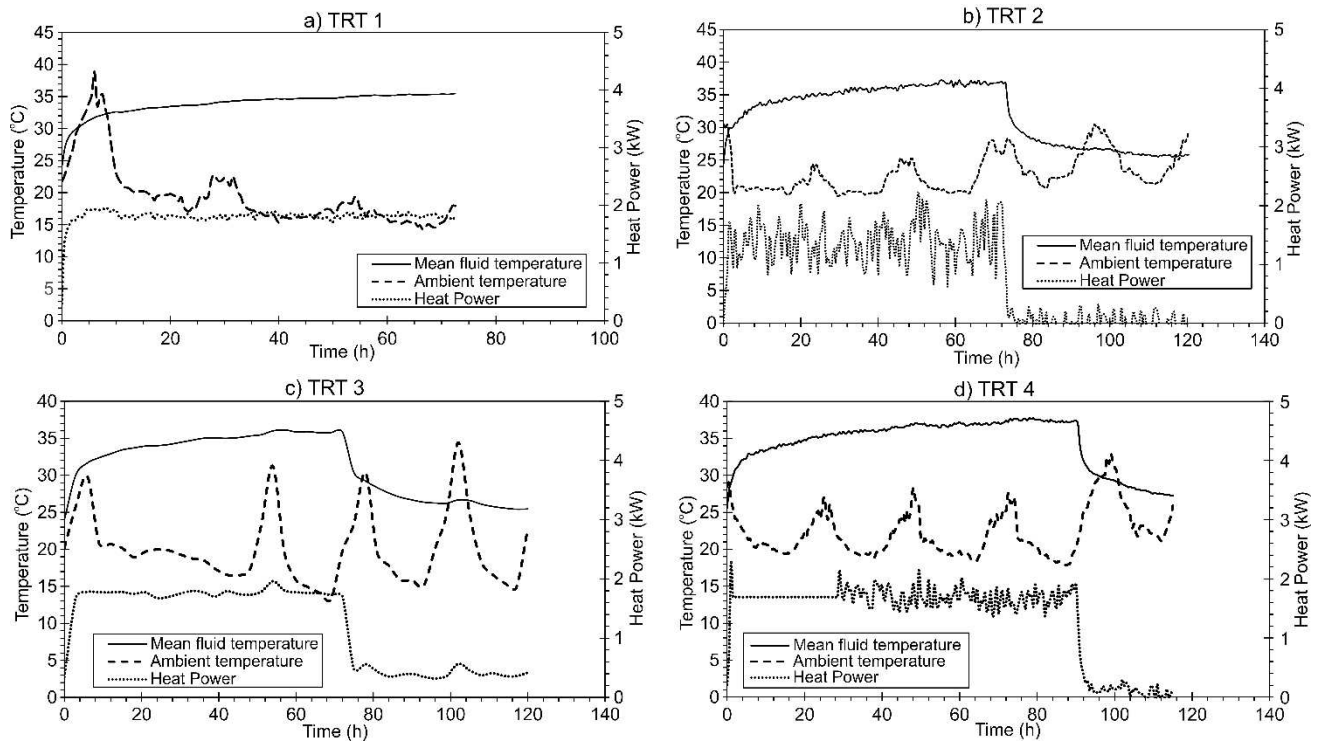 a) TRT 1
45
40
35
30
25
20
15
10
5
0
Temperature (°C)
5
4
3
2
1
0
Heat Power (kW)
Mean fluid temperature
Ambient temperature
Heat Power
0 20 40 60 80 100
Time (h)
b) TRT 2
45
40
35
30
25
20
15
10
5
0
Temperature (°C)
5
4
3
2
1
0
Heat Power (kW)
Mean fluid temperature
Ambient temperature
Heat Power
0 20 40 60 80 100 120 140
Time (h)
c) TRT 3
40
35
30
25
20
15
10
5
0
Temperature (°C)
5
4
3
2
1
0
Heat Power (kW)
Mean fluid temperature
Ambient temperature
Heat Power
0 20 40 60 80 100 120 140
Time (h)
d) TRT 4
40
35
30
25
20
15
10
5
0
Temperature (°C)
5
4
3
2
1
0
Heat Power (kW)
Mean fluid temperature
Ambient temperature
Heat Power
0 20 40 60 80 100 120 140
Time (h)